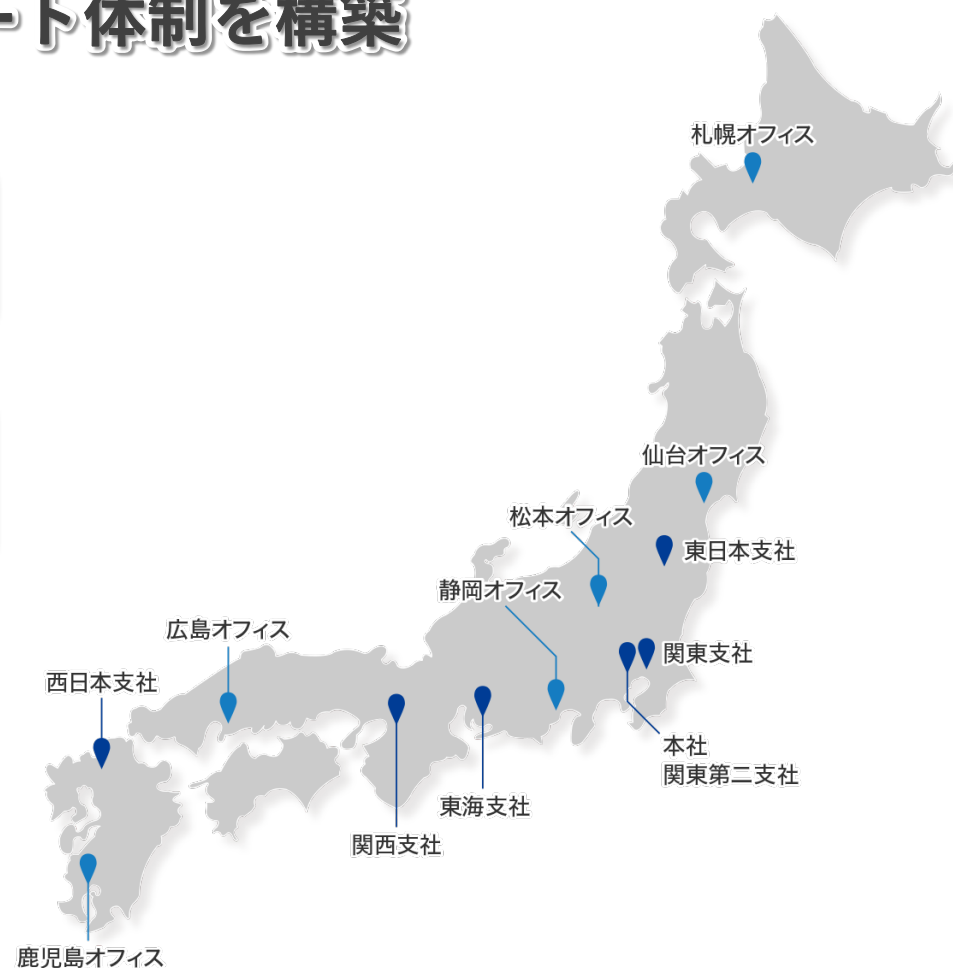 ート体制を構築
札幌オフィス
仙台オフィス
松本オフィス
東日本支社
静岡オフィス
広島オフィス
関東支社
西日本支社
本社
関東第二支社
東海支社
関西支社
鹿児島オフィス